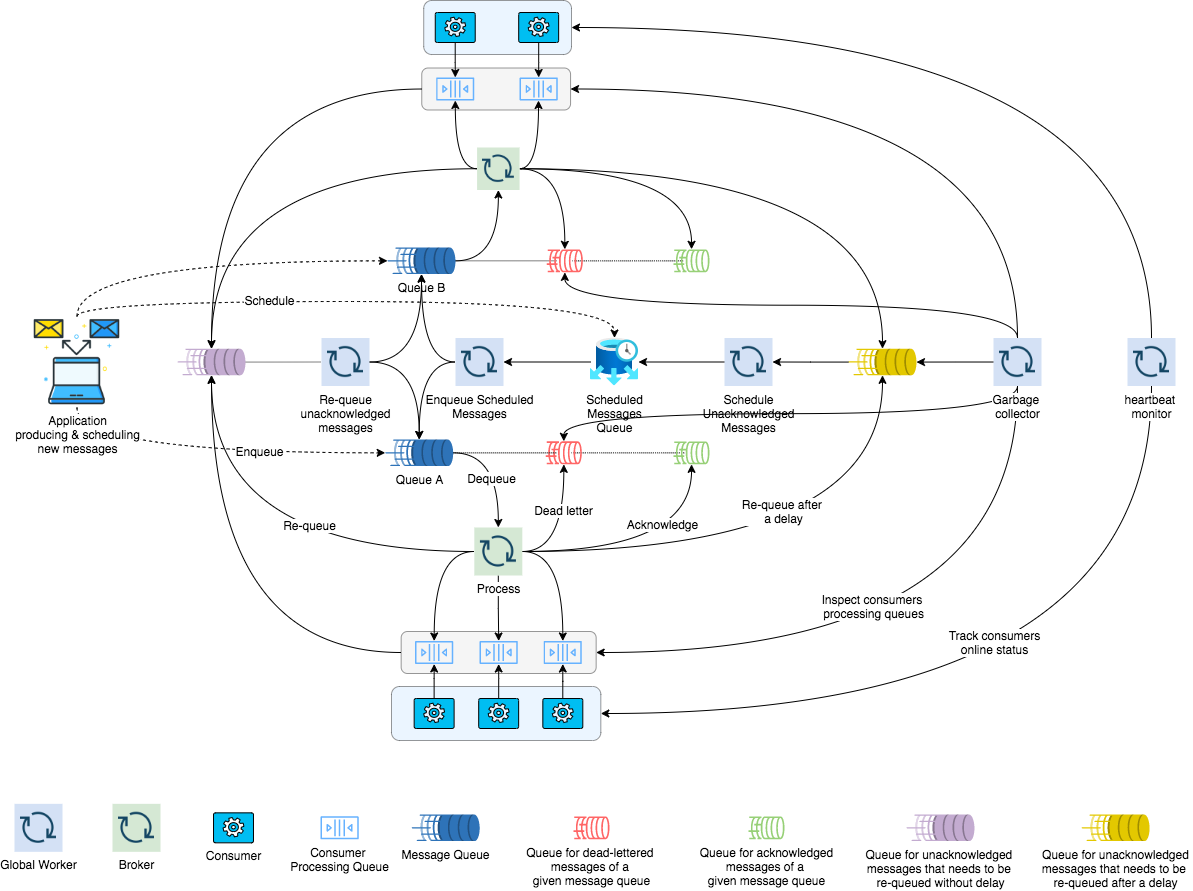 Queue B
Schedule
Application
producing & scheduling
new messages
Re-queue
unacknowledged
messages
Enqueue Scheduled
Messages
Scheduled
Messages
Queue
Schedule
Unacknowledged
Messages
Garbage
collector
heartbeat
monitor
Enqueue
Queue A
Dequeue
Dead letter
Acknowledge
Re-queue after
a delay
Re-queue
Process
Inspect consumers
processing queues
Track consumers
online status
Global Worker
Broker
Consumer
Consumer
Processing Queue
Message Queue
Queue for dead-lettered
messages of a
given message queue
Queue for acknowledged
messages of a
given message queue
Queue for unacknowledged
messages that needs to be
re-queued without delay
Queue for unacknowledged
messages that needs to be
re-queued after a delay